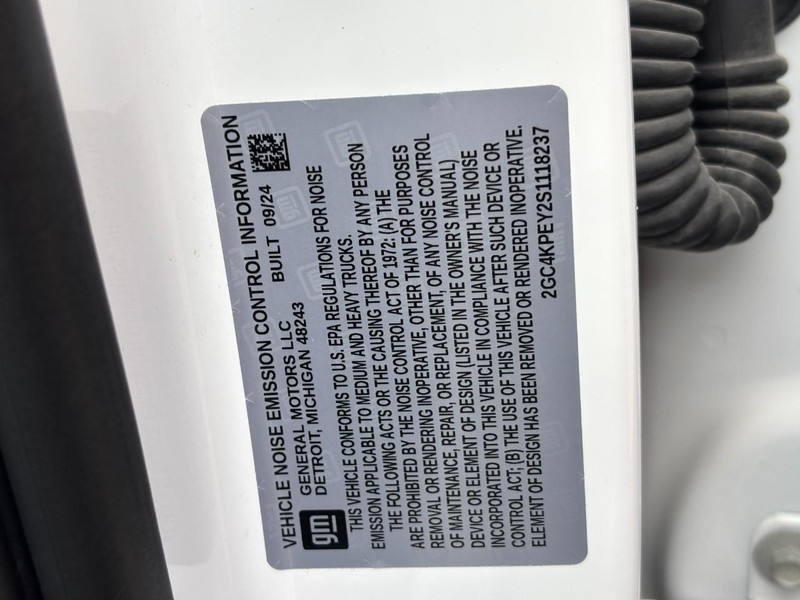 VEHICLE NOISE EMISSION CONTROL INFORMATION
gm
GENERAL MOTORS LLC BUILT 09/24
DETROIT, MICHIGAN 48243
THIS VEHICLE CONFORMS TO U.S. EPA REGULATIONS FOR NOISE
EMISSION APPLICABLE TO MEDIUM AND HEAVY TRUCKS.
THE FOLLOWING ACTS OR THE CAUSING THEREOF BY ANY PERSON
ARE PROHIBITED BY THE NOISE CONTROL ACT OF 1972: (A) THE
REMOVAL OR RENDERING INOPERATIVE, OTHER THAN FOR PURPOSES
OF MAINTENANCE, REPAIR, OR REPLACEMENT, OF ANY NOISE CONTROL
DEVICE OR ELEMENT OF DESIGN (LISTED IN THE OWNER'S MANUAL)
INCORPORATED INTO THIS VEHICLE IN COMPLIANCE WITH THE NOISE
CONTROL ACT; (B) THE USE OF THIS VEHICLE AFTER SUCH DEVICE OR
ELEMENT OF DESIGN HAS BEEN REMOVED OR RENDERED INOPERATIVE.
2GC4KPEY2S1118237